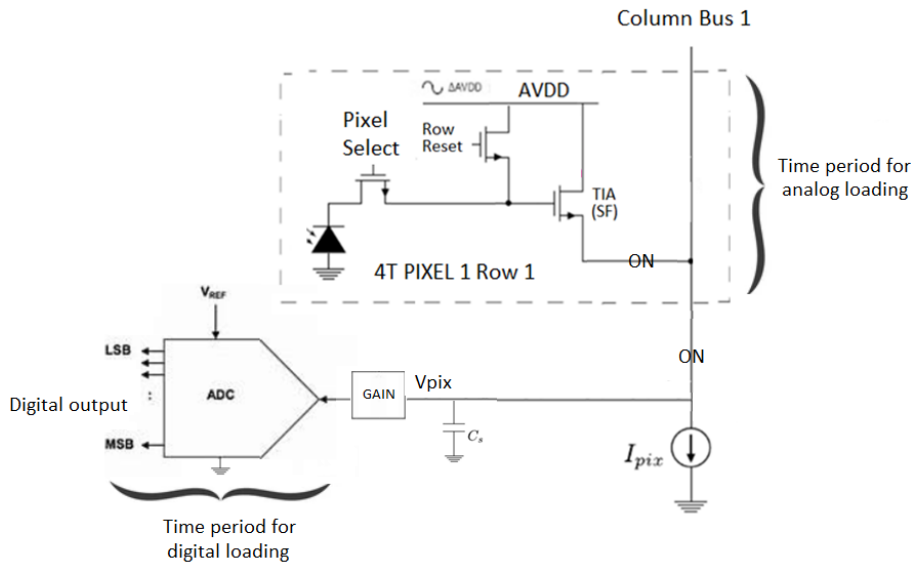 Column Bus 1
ΔAVDD
AVDD
Pixel
Select
Row
Reset
TIA
(SF)
Time period for
analog loading
ON
4T PIXEL 1 Row 1
VREF
LSB
ON
ADC
GAIN
Vpix
Digital output
:
Cs
MSB
Ipix
Time period for
digital loading